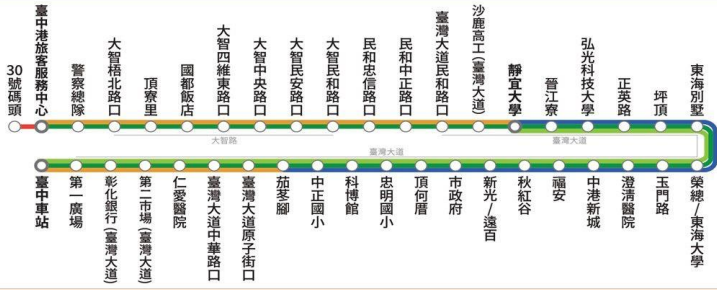 30號碼頭
臺中港旅客服務中心
警察總隊
大智梧北路口
頂寮里
國都飯店
大智四維東路口
大智中央路口
大智民安路口
大智民和路口
民和忠信路口
民和中正路口
臺灣大道民和路口
沙鹿高工(臺灣大道)
靜宜大學
晉江寮
弘光科技大學
正英路
坪頂
東海別墅
大智路
臺灣大道
臺灣大道
臺中車站
第一廣場
彰化銀行(臺灣大道)
第二市場(臺灣大道)
仁愛醫院
臺灣大道中華路口
臺灣大道原子街口
茄苳腳
中正國小
科博館
忠明國小
頂何厝
市政府
新光/遠百
秋紅谷
福安
中港新城
澄清醫院
玉門路
榮總/東海大學